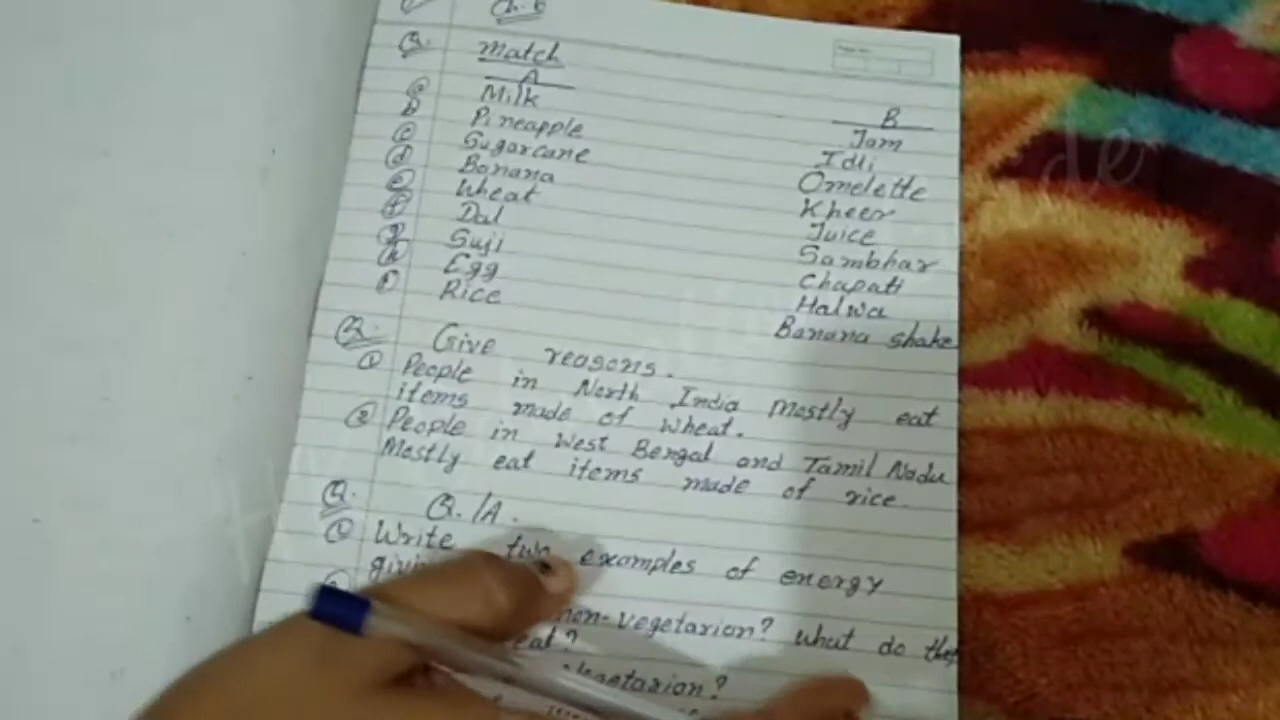 Ch. 6
Q. Match
A
B
a Milk
Jam
b Pineapple
Idli
c Sugarcane
Omelette
d Banana
Kheer
e Wheat
Juice
f Dal
Sambhar
g Suji
Chapati
h Egg
Halwa
i Rice
Banana shake
Q. Give reasons.
1 People in North India Mostly eat
items made of wheat.
2 People in West Bengal and Tamil Nadu
Mostly eat items made of rice.
Q. Q./A.
1 Write two examples of energy
non-vegetarian? What do they
eat?
vegetarian?